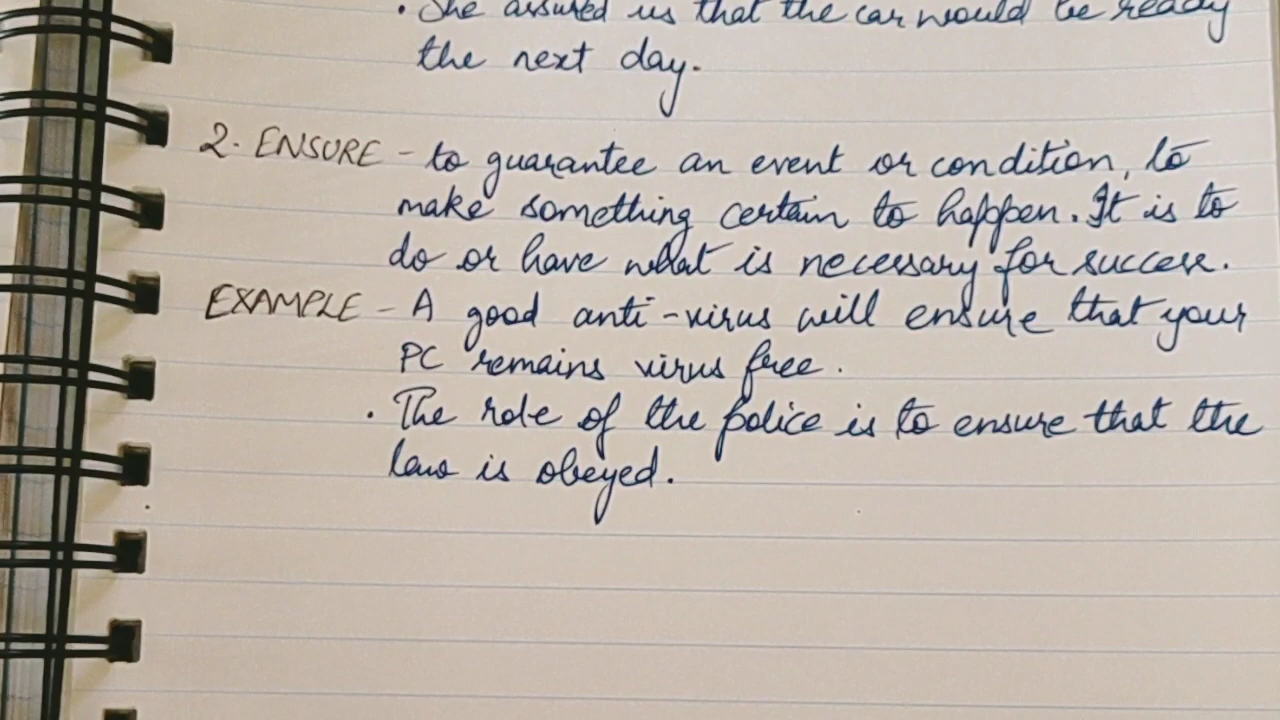 • She assured us that the car would be ready
the next day.
2. ENSURE - to guarantee an event or condition, to
make something certain to happen. It is to
do or have what is necessary for success.
EXAMPLE - A good anti-virus will ensure that your
PC remains virus free.
• The role of the police is to ensure that the
law is obeyed.